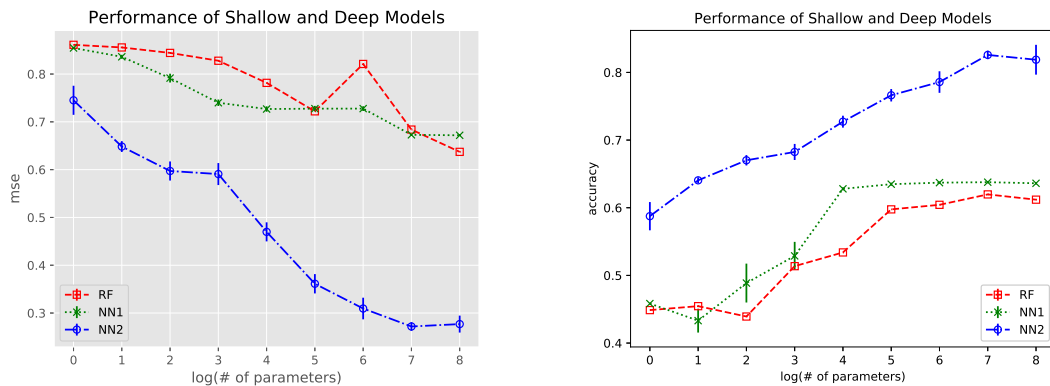 Performance of Shallow and Deep Models
mse
0.8
0.7
0.6
0.5
0.4
0.3
RF
NN1
NN2
0 1 2 3 4 5 6 7 8
log(# of parameters)
Performance of Shallow and Deep Models
accuracy
0.8
0.7
0.6
0.5
0.4
RF
NN1
NN2
0 1 2 3 4 5 6 7 8
log(# of parameters)